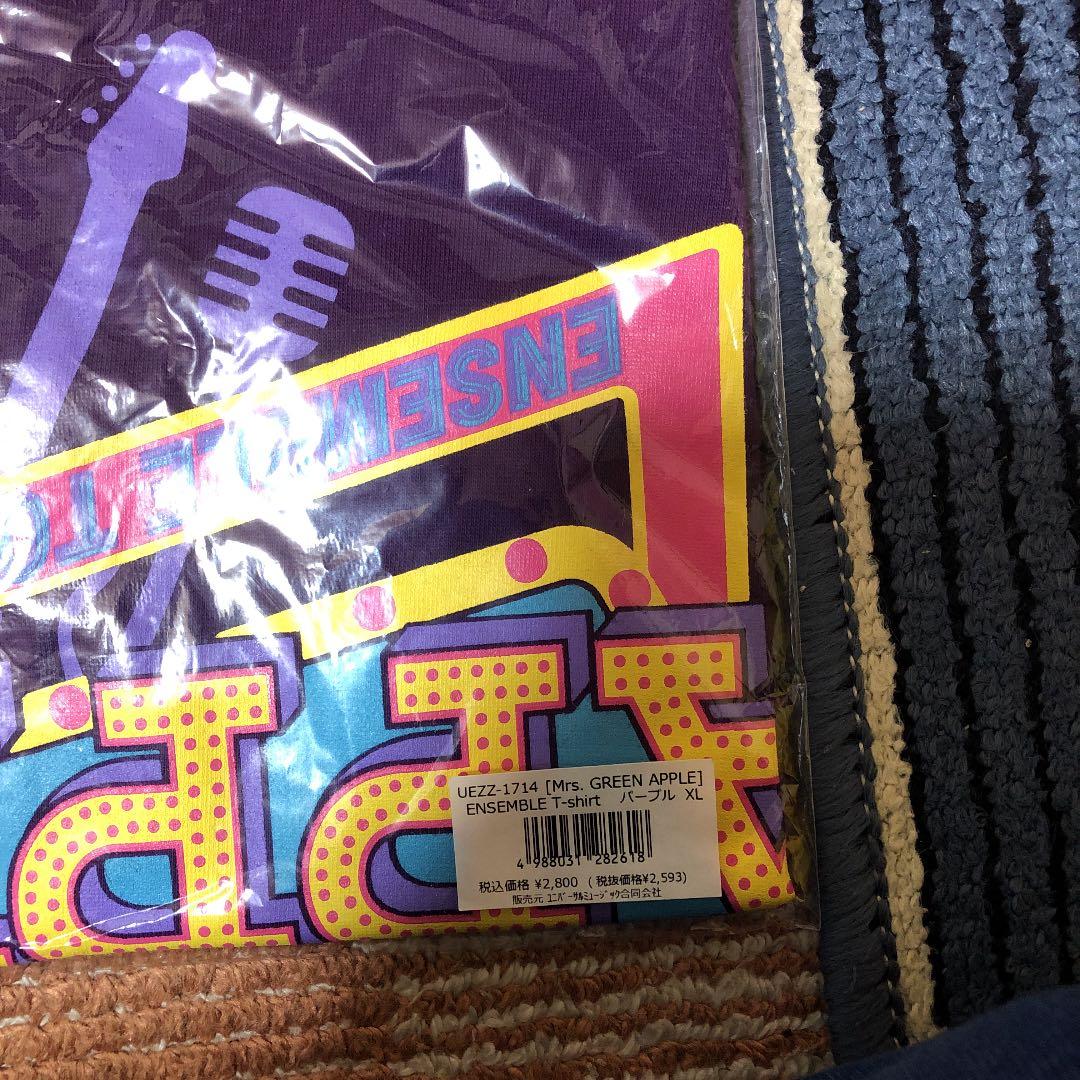 ENSEM
APP
UEZZ-1714 [Mrs. GREEN APPLE]
ENSEMBLE T-shirt パープル XL
4 988031 282618
税込価格 ¥2,800 (税抜価格¥2,593)
販売元 ﾕﾆﾊﾞｰｻﾙﾐｭｰｼﾞｯｸ合同会社